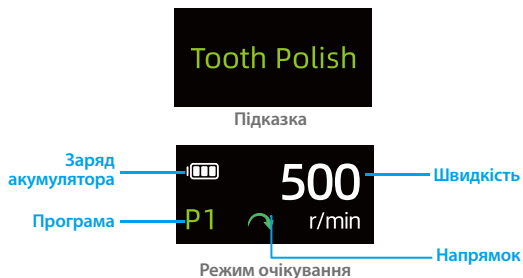 Tooth Polish
Підказка
Заряд
акумулятора
500
Швидкість
Програма
P1
r/min
Напрямок
Режим очікування